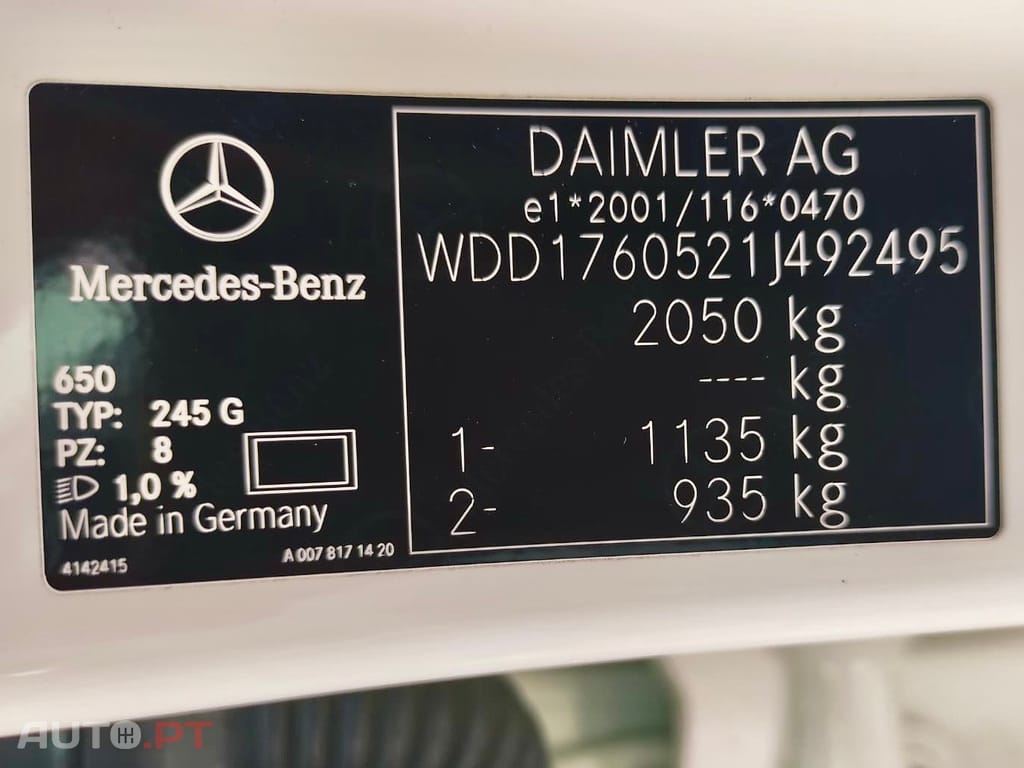 Mercedes-Benz
650
TYP: 245 G
PZ: 8
1,0 %
Made in Germany
4142415
A 007 817 14 20
DAIMLER AG
e1*2001/116*0470
WDD1760521J492495
2050 kg
---- kg
1- 1135 kg
2- 935 kg
AUTO.PT